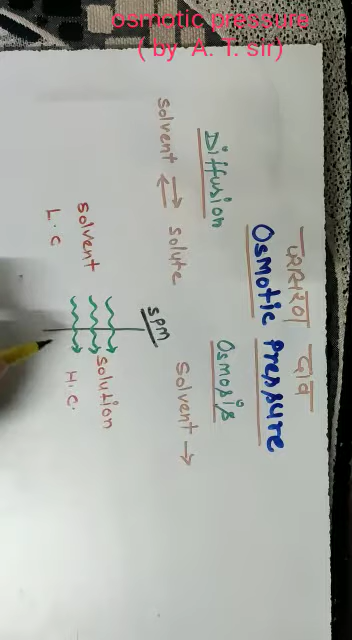 osmotic pressure
( by A. T. sir)
परासरण दाब
Osmotic Pressure
Diffusion
Solvent ⇌ Solute
Osmosis
Solvent →
SPM
Solvent
Solution
L.C
H.C.